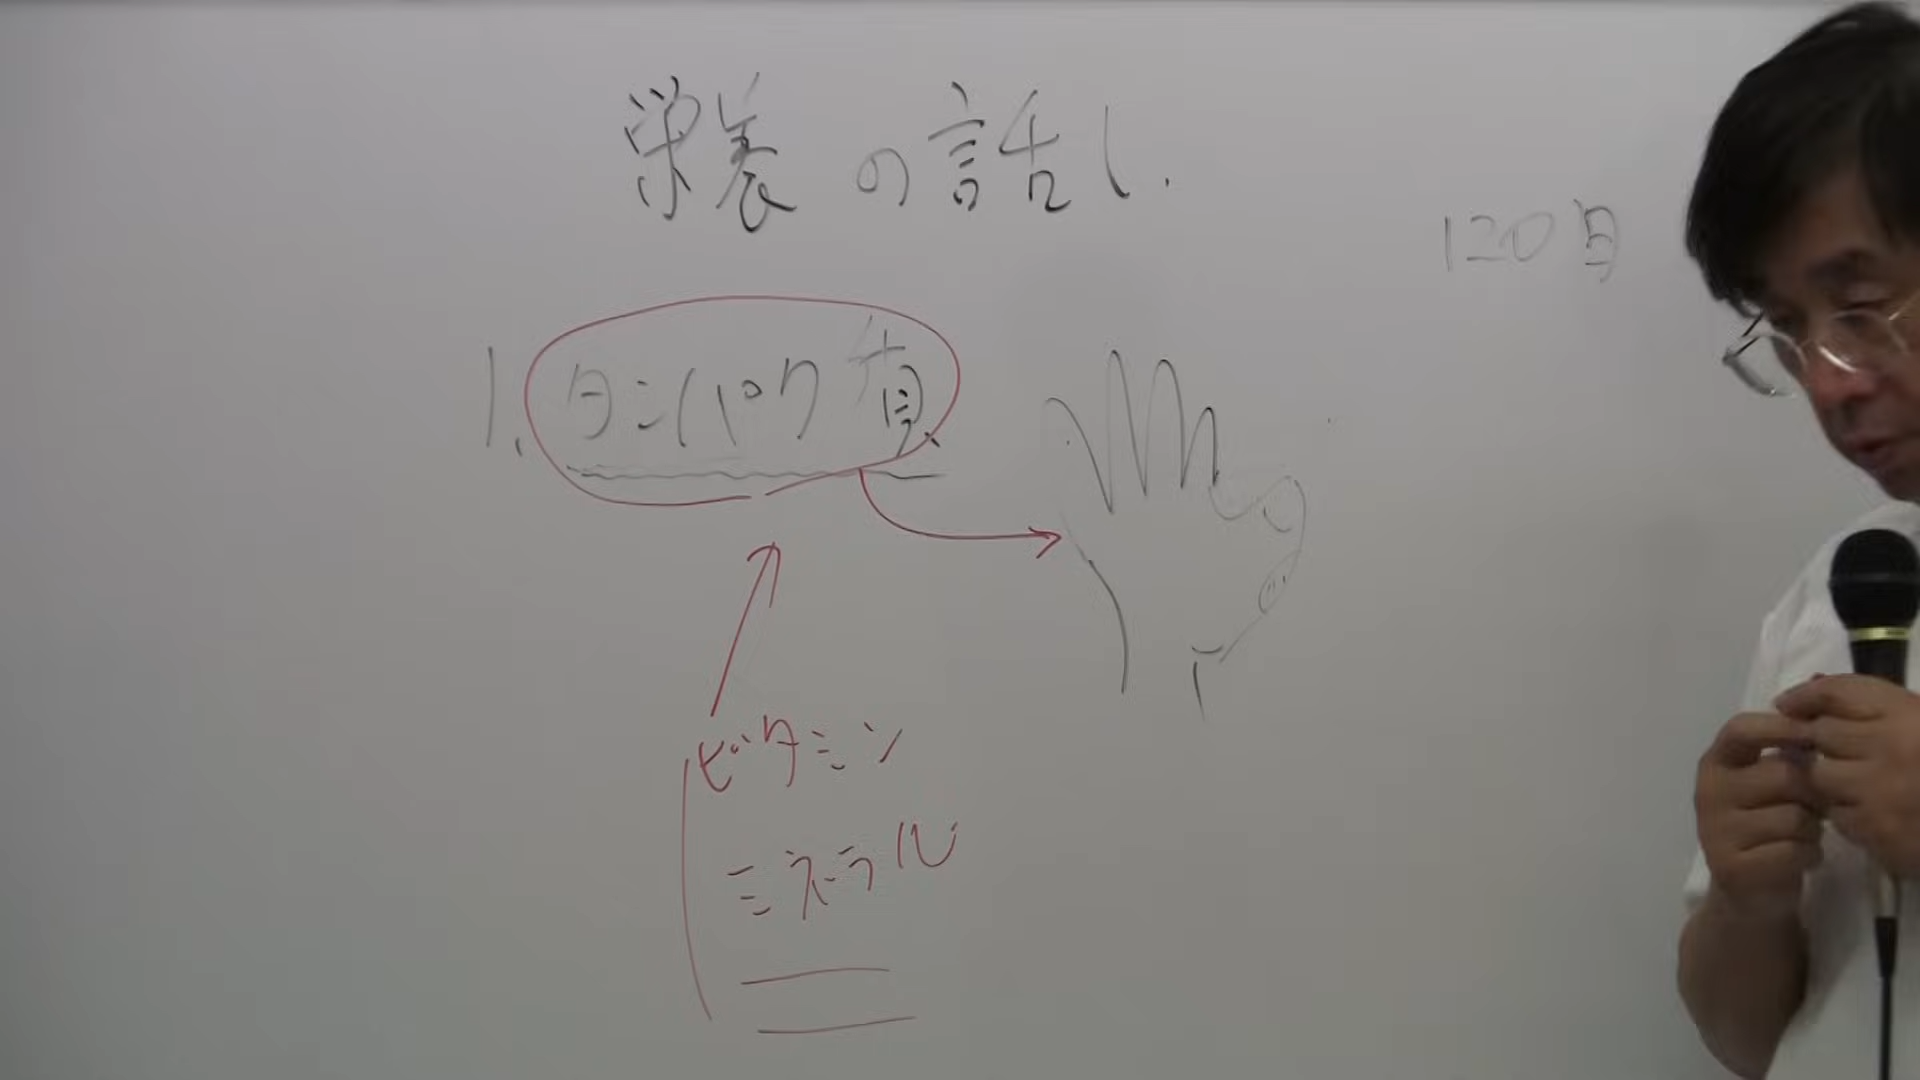 栄養の話し.
120日
1. タンパク質
ビタミン
ミネラル